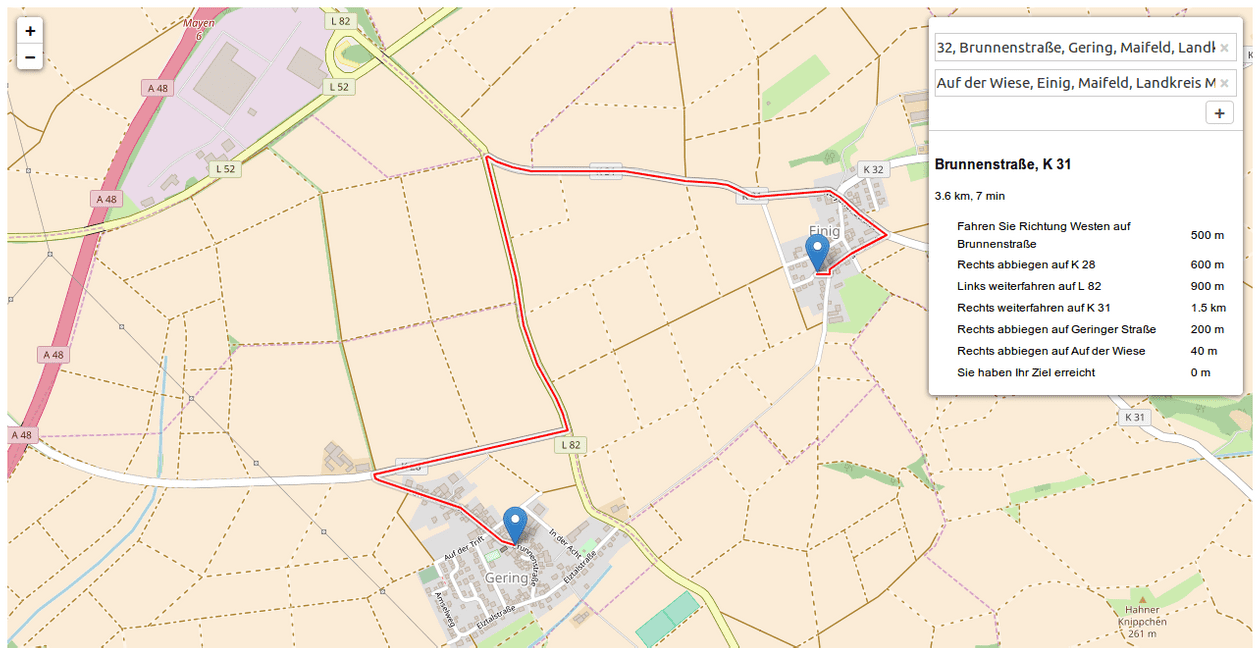 +
−
Mayen
6
L 82
A 48
L 52
L 52
A 48
K 32
Einig
A 48
A 48
L 82
K 31
Auf der Trift
Brunnenstraße
In der Acht
Gering
Elztalstraße
Amselweg
Elztalstraße
Hahner
Knippchen
261 m
32, Brunnenstraße, Gering, Maifeld, Landk ×
Auf der Wiese, Einig, Maifeld, Landkreis M ×
+
Brunnenstraße, K 31
3.6 km, 7 min
Fahren Sie Richtung Westen auf
Brunnenstraße 500 m
Rechts abbiegen auf K 28 600 m
Links weiterfahren auf L 82 900 m
Rechts weiterfahren auf K 31 1.5 km
Rechts abbiegen auf Geringer Straße 200 m
Rechts abbiegen auf Auf der Wiese 40 m
Sie haben Ihr Ziel erreicht 0 m